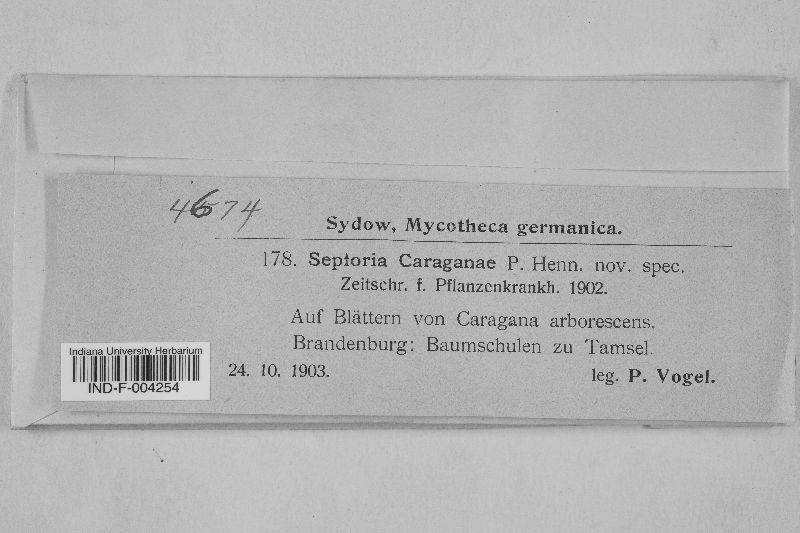 4674
Sydow, Mycotheca germanica.
178. Septoria Caraganae P. Henn. nov. spec.
Zeitschr. f. Pflanzenkrankh. 1902.
Auf Blättern von Caragana arborescens.
Brandenburg: Baumschulen zu Tamsel.
24. 10. 1903. leg. P. Vogel.
Indiana University Herbarium
IND-F-004254